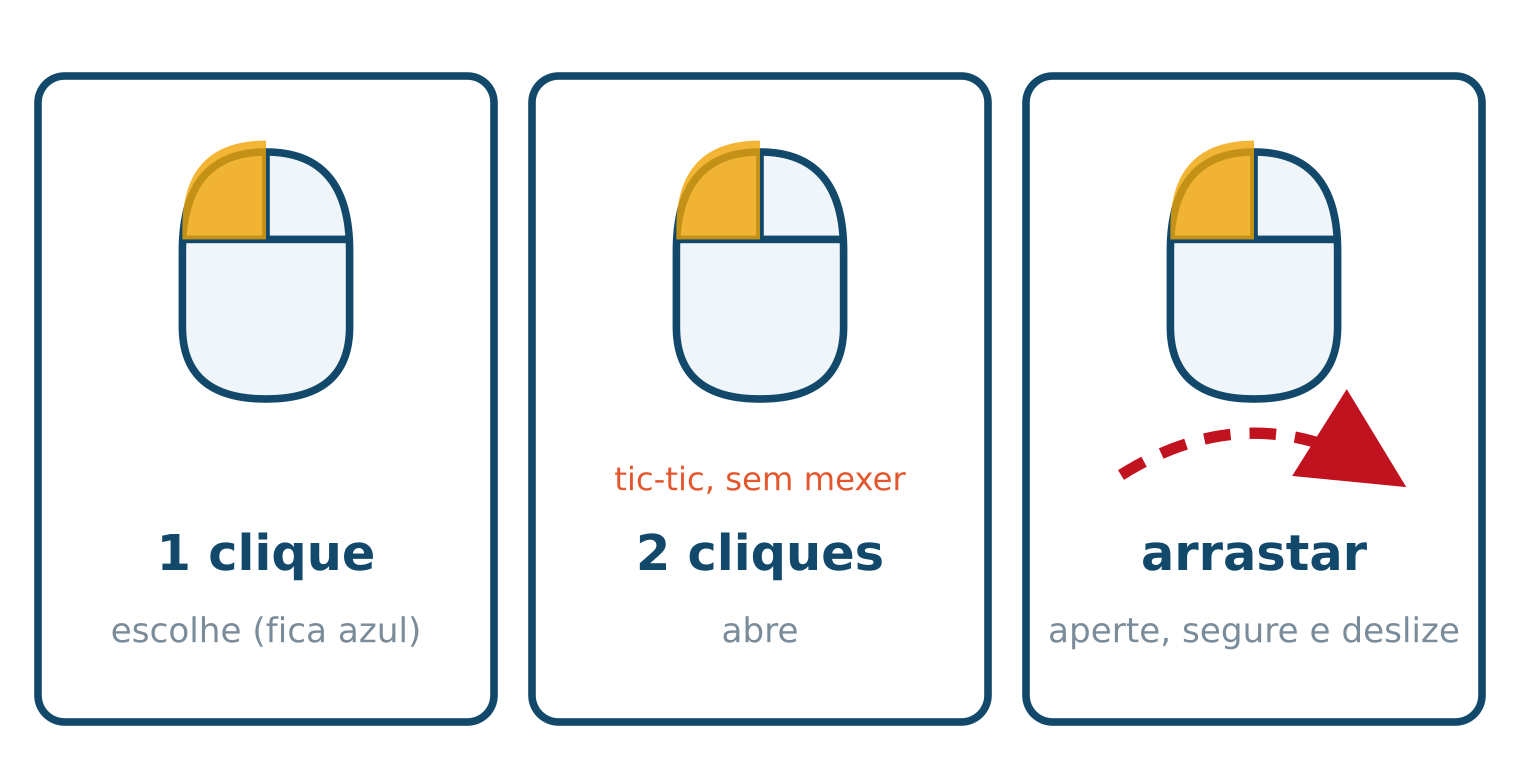 1 clique
escolhe (fica azul)
tic-tic, sem mexer
2 cliques
abre
arrastar
aperte, segure e deslize